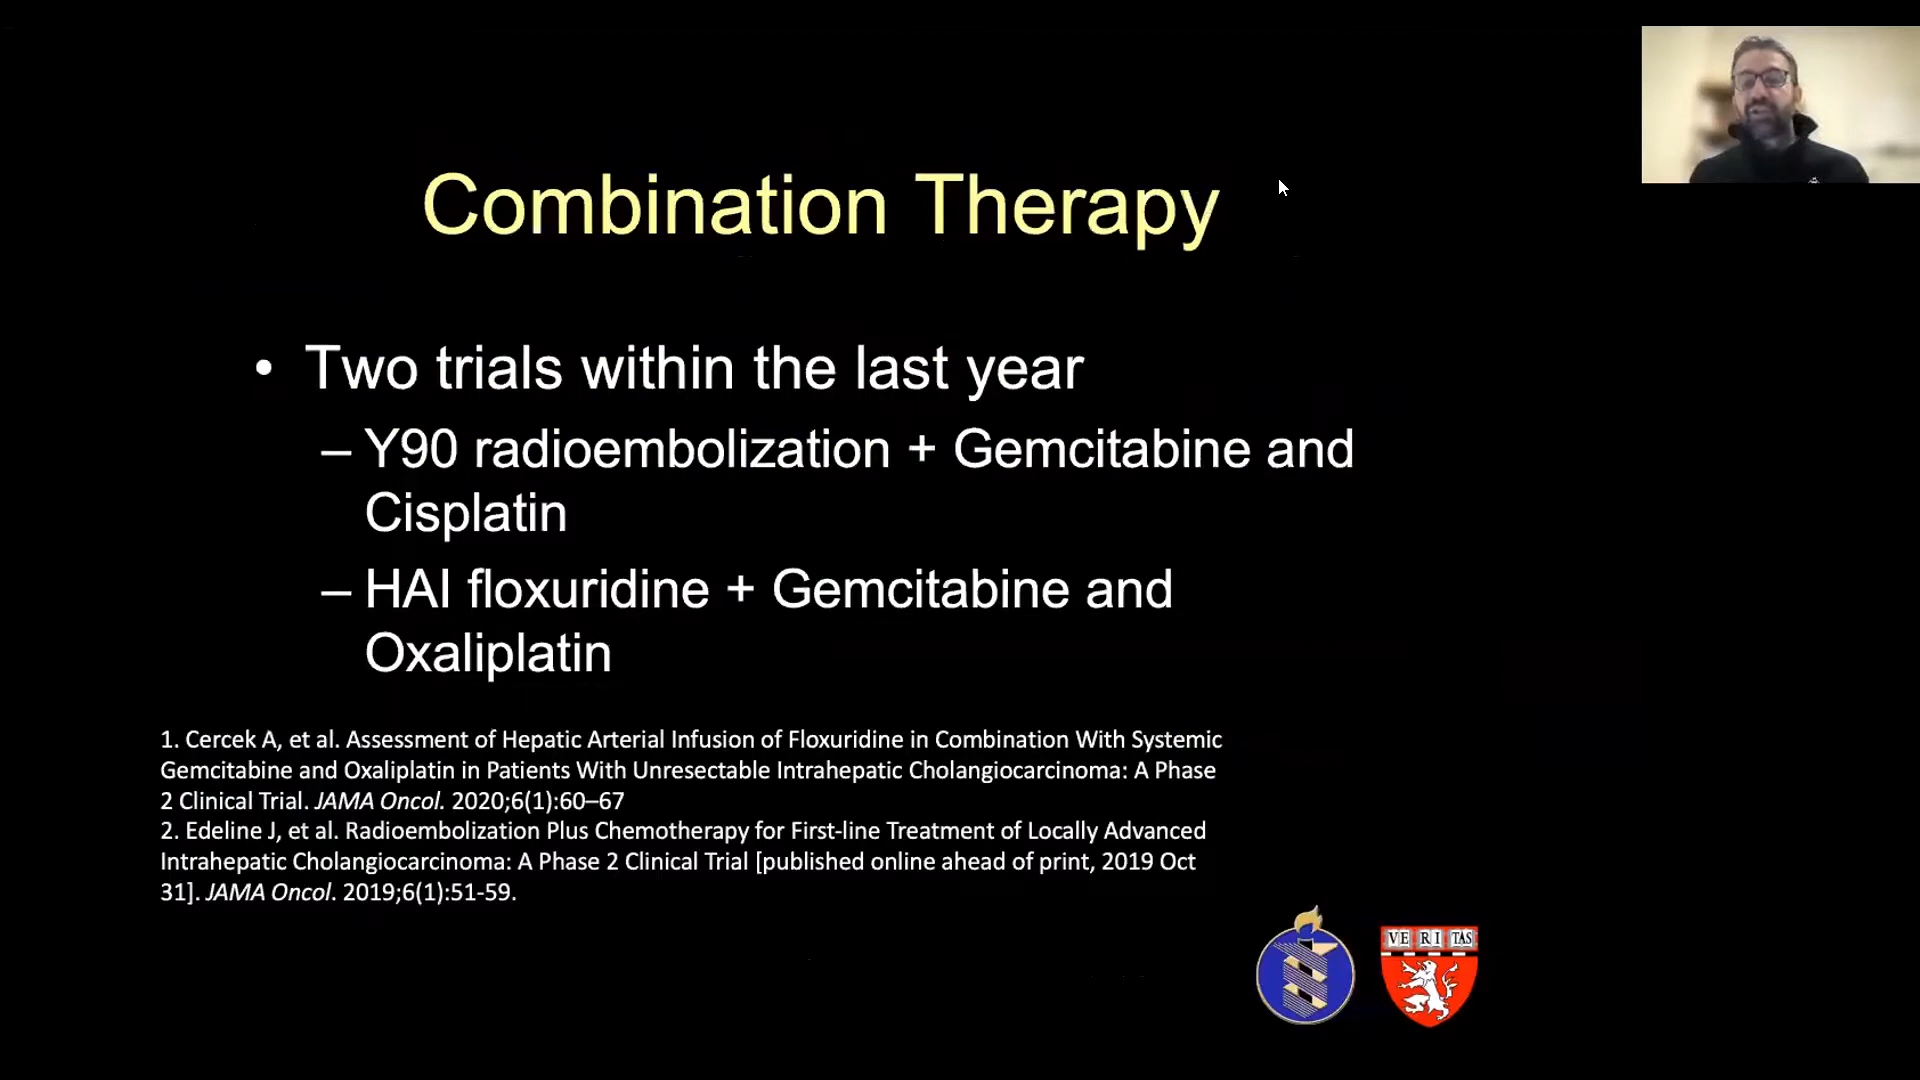 Combination Therapy
• Two trials within the last year
– Y90 radioembolization + Gemcitabine and
Cisplatin
– HAI floxuridine + Gemcitabine and
Oxaliplatin
1. Cercek A, et al. Assessment of Hepatic Arterial Infusion of Floxuridine in Combination With Systemic
Gemcitabine and Oxaliplatin in Patients With Unresectable Intrahepatic Cholangiocarcinoma: A Phase
2 Clinical Trial. JAMA Oncol. 2020;6(1):60–67
2. Edeline J, et al. Radioembolization Plus Chemotherapy for First-line Treatment of Locally Advanced
Intrahepatic Cholangiocarcinoma: A Phase 2 Clinical Trial [published online ahead of print, 2019 Oct
31]. JAMA Oncol. 2019;6(1):51-59.
VE RI TAS